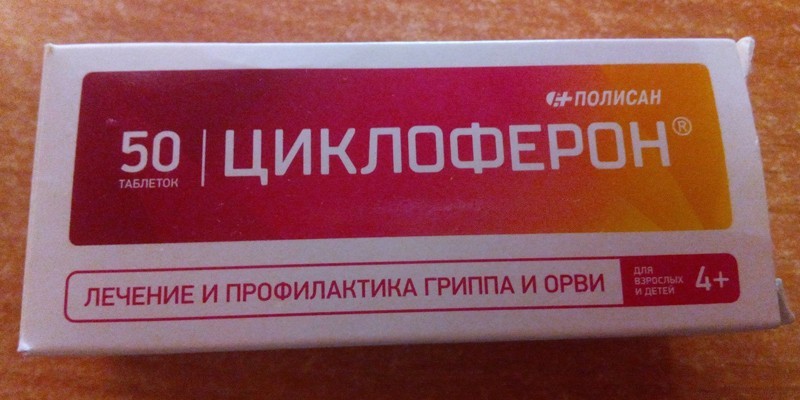 ПОЛИСАН
50
ТАБЛЕТОК
ЦИКЛОФЕРОН®
ЛЕЧЕНИЕ И ПРОФИЛАКТИКА ГРИППА И ОРВИ
ДЛЯ
ВЗРОСЛЫХ
И ДЕТЕЙ
4+